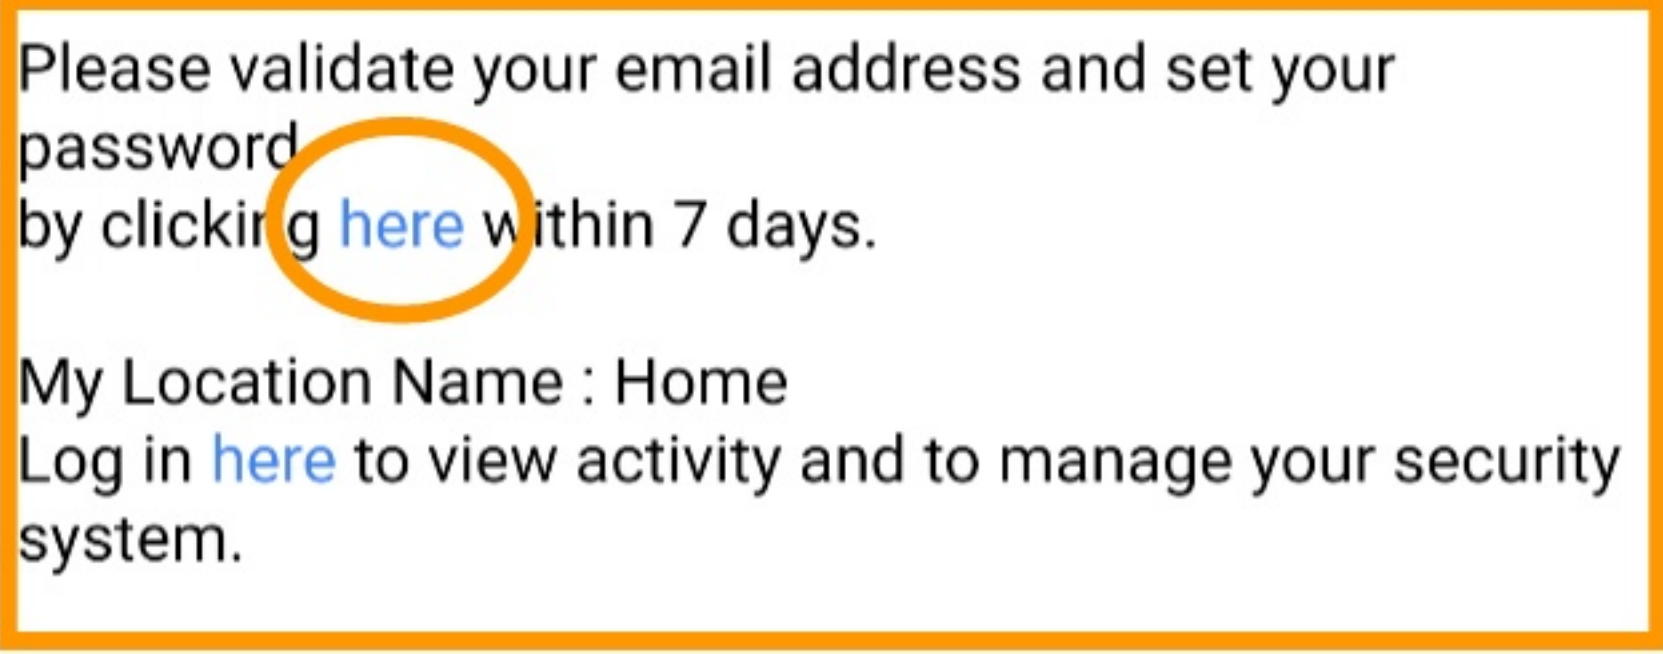 Please validate your email address and set your
password
by clicking here within 7 days.
My Location Name : Home
Log in here to view activity and to manage your security
system.